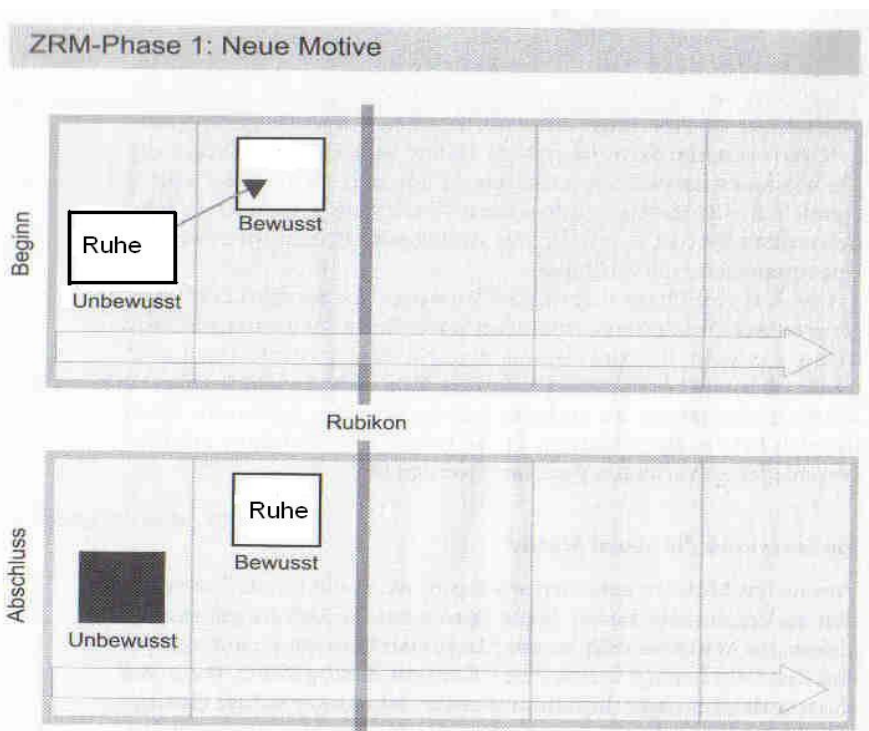 ZRM-Phase 1: Neue Motive
Beginn
Bewusst
Ruhe
Unbewusst
Rubikon
Abschluss
Ruhe
Bewusst
Unbewusst